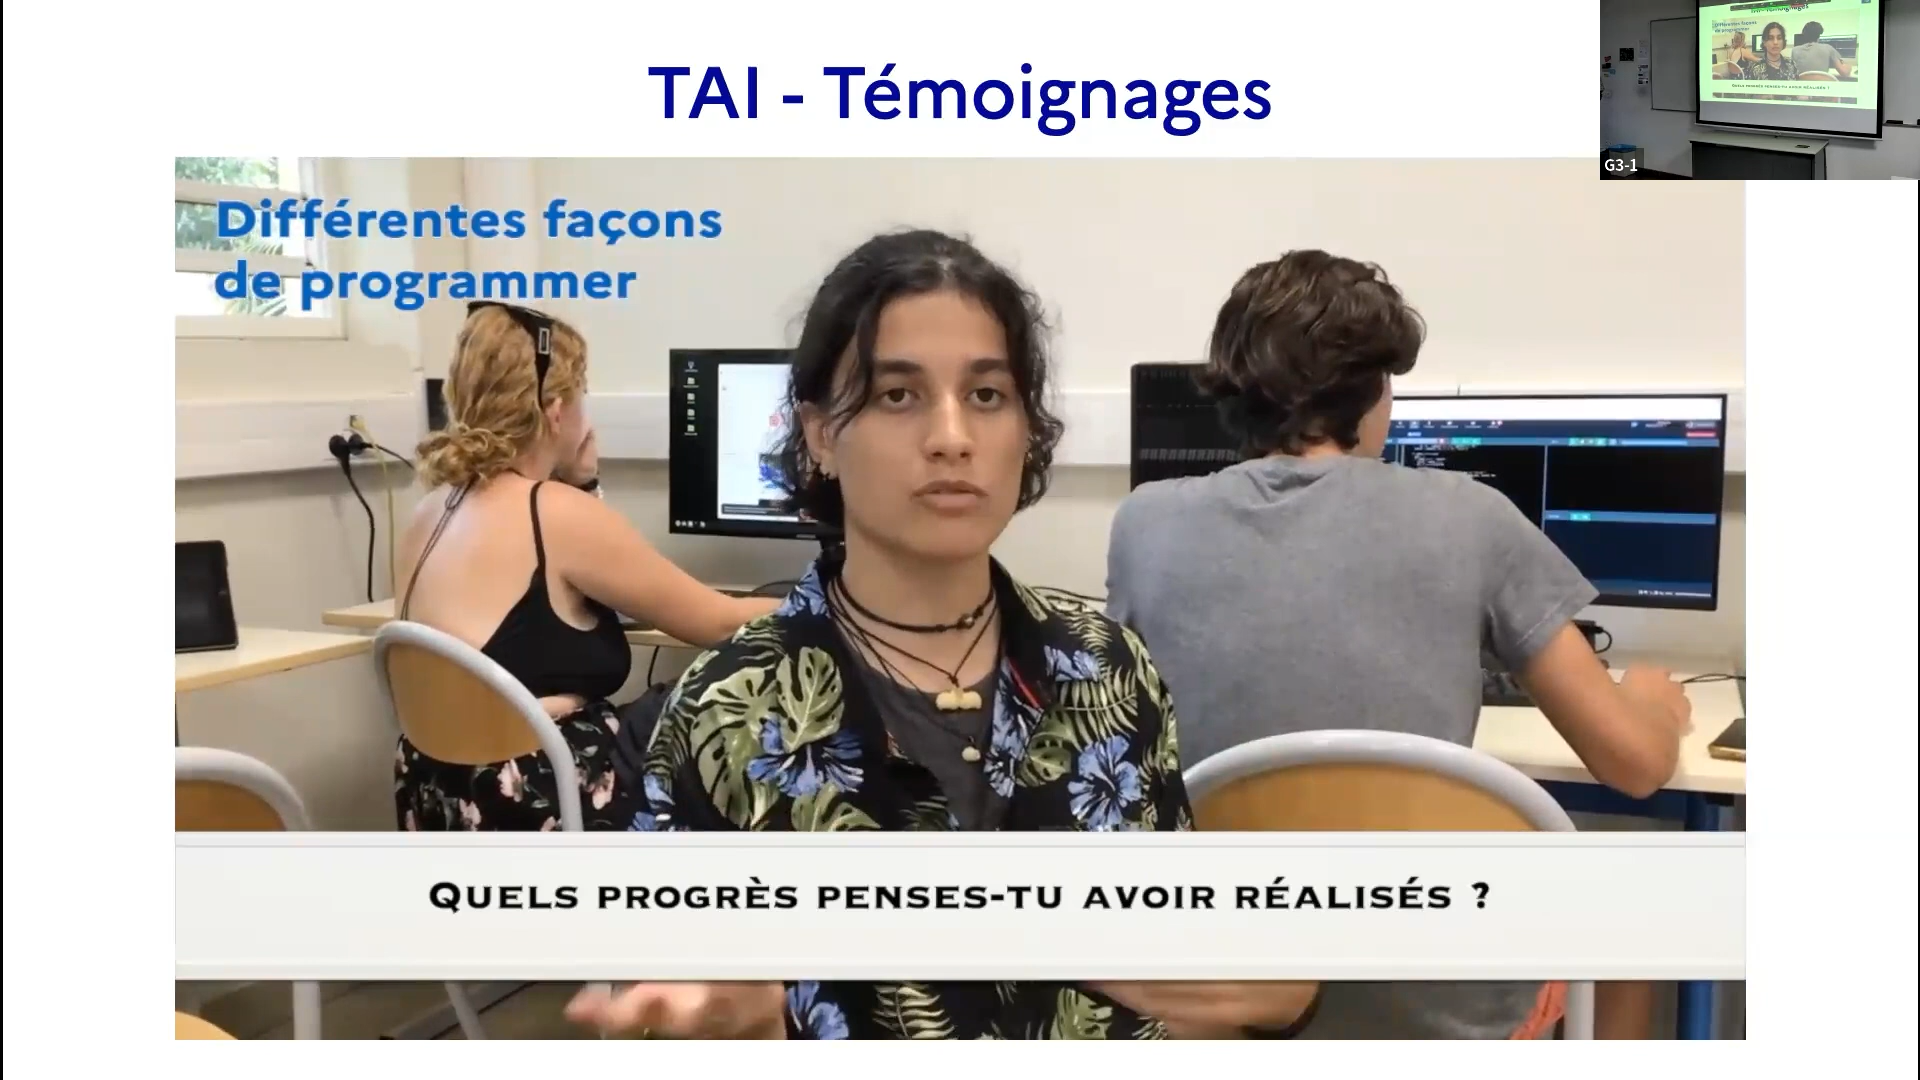 TAI - Témoignages
G3-1
Différentes façons
de programmer
QUELS PROGRÈS PENSES-TU AVOIR RÉALISÉS ?